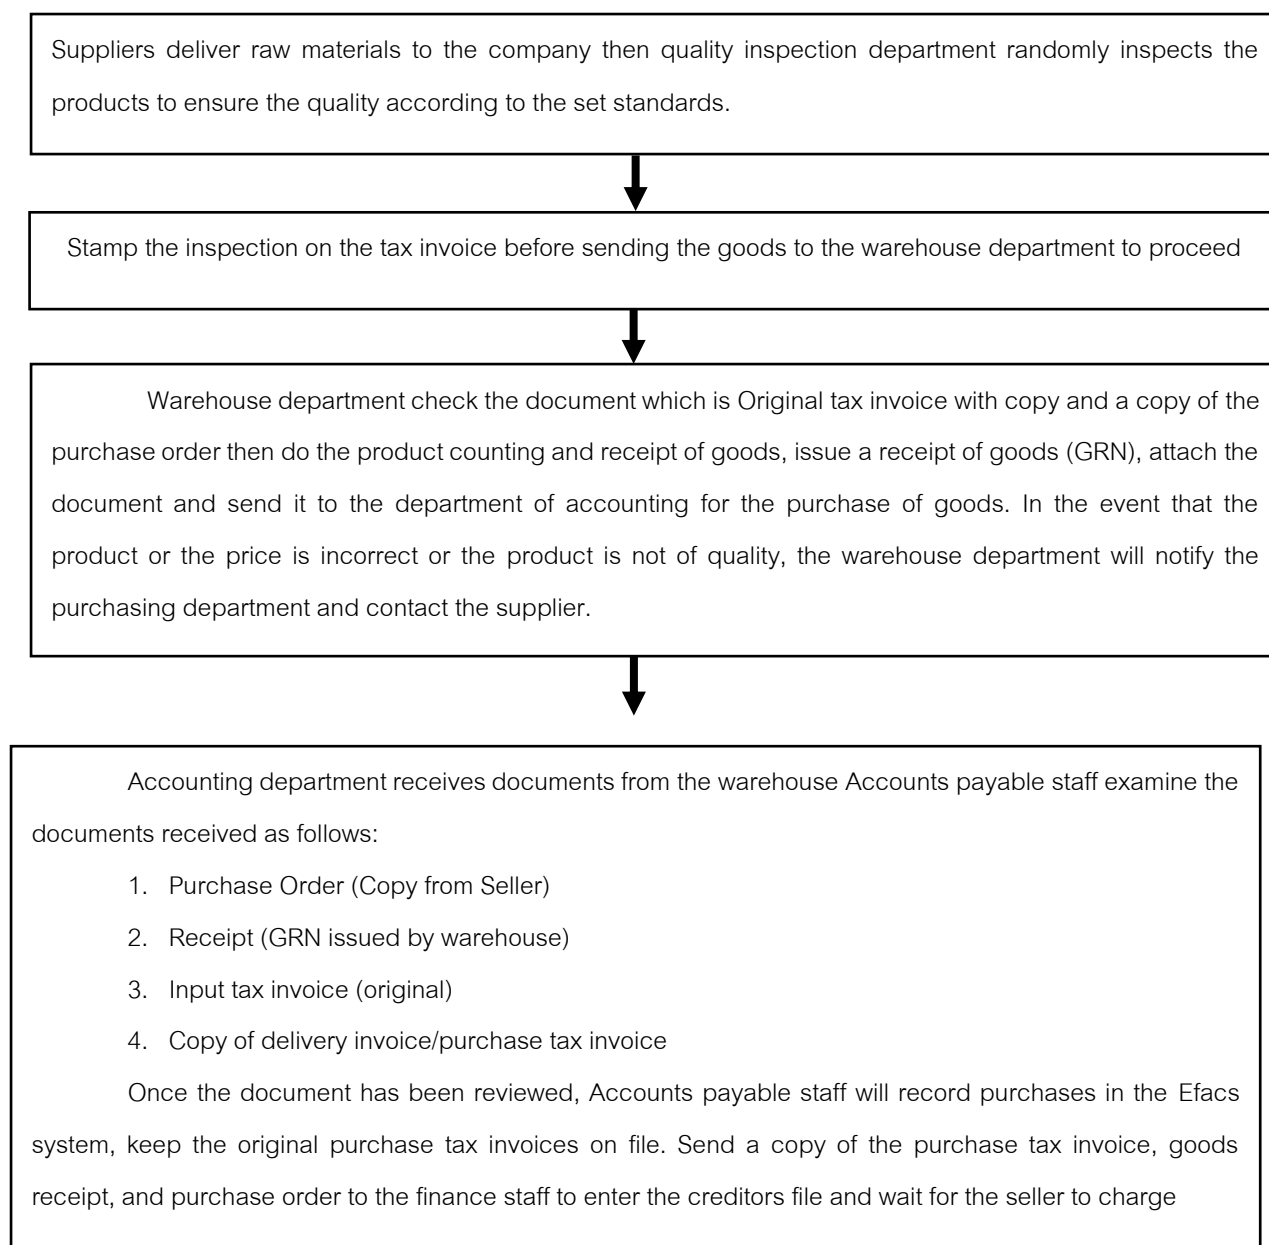 Suppliers deliver raw materials to the company then quality inspection department randomly inspects the
products to ensure the quality according to the set standards.
Stamp the inspection on the tax invoice before sending the goods to the warehouse department to proceed
Warehouse department check the document which is Original tax invoice with copy and a copy of the
purchase order then do the product counting and receipt of goods, issue a receipt of goods (GRN), attach the
document and send it to the department of accounting for the purchase of goods. In the event that the
product or the price is incorrect or the product is not of quality, the warehouse department will notify the
purchasing department and contact the supplier.
Accounting department receives documents from the warehouse Accounts payable staff examine the
documents received as follows:
1. Purchase Order (Copy from Seller)
2. Receipt (GRN issued by warehouse)
3. Input tax invoice (original)
4. Copy of delivery invoice/purchase tax invoice
Once the document has been reviewed, Accounts payable staff will record purchases in the Efacs
system, keep the original purchase tax invoices on file. Send a copy of the purchase tax invoice, goods
receipt, and purchase order to the finance staff to enter the creditors file and wait for the seller to charge